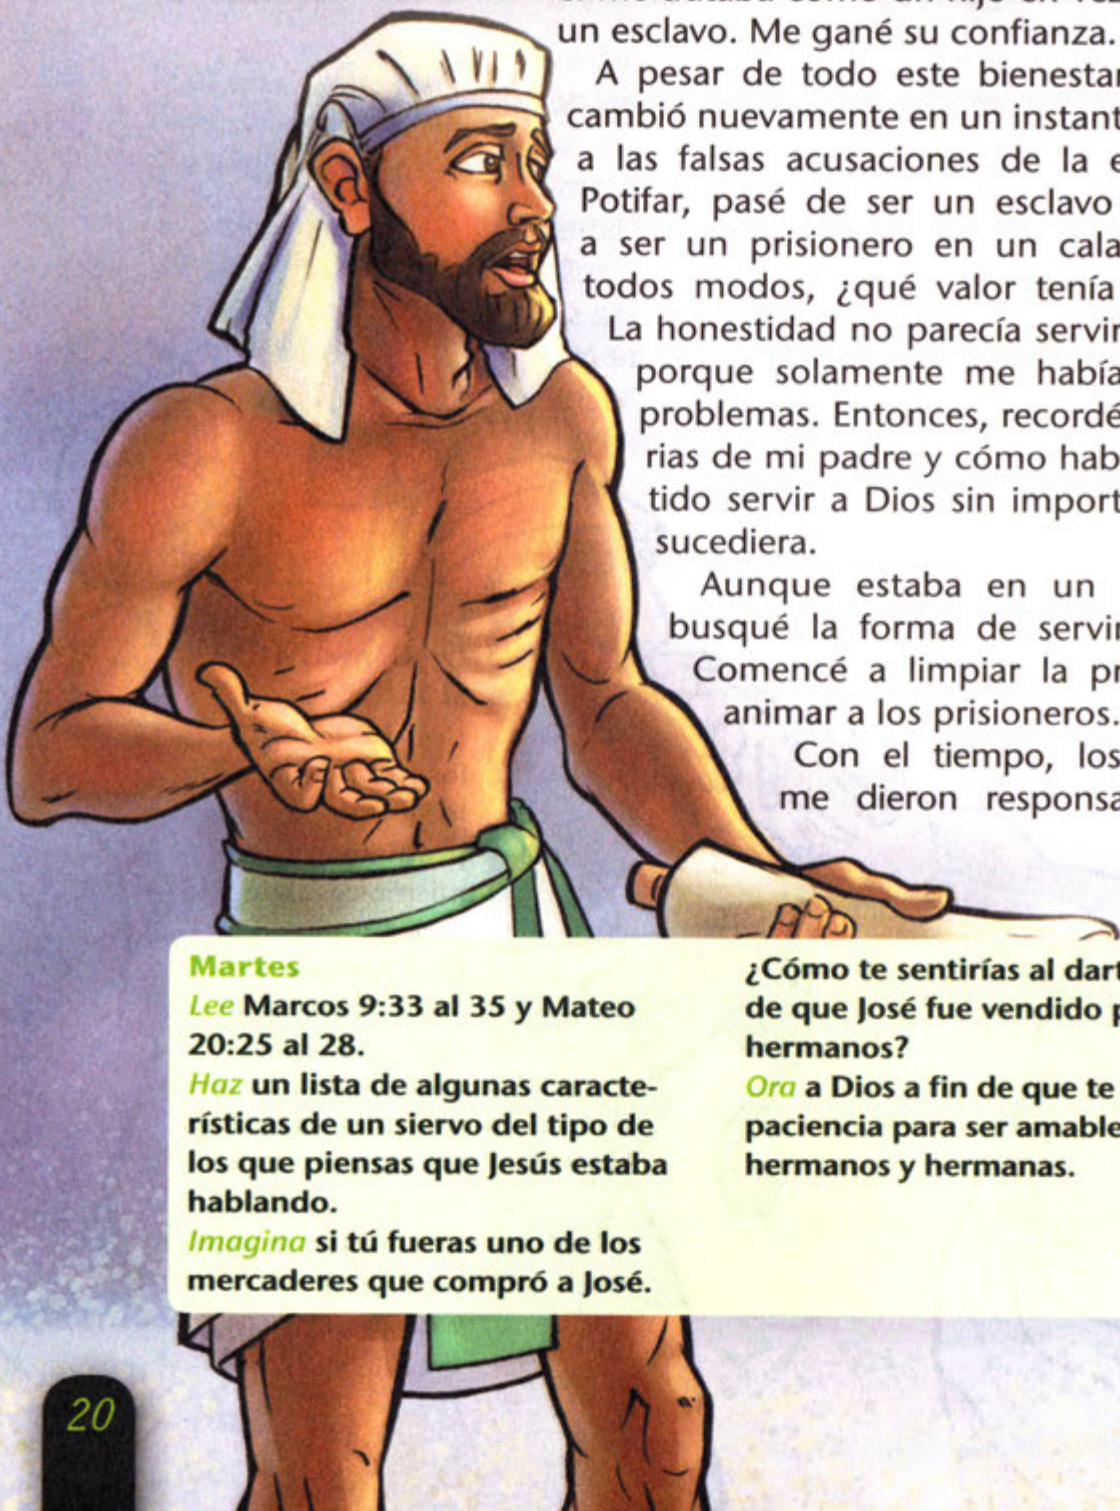 un esclavo. Me gané su confianza.
A pesar de todo este bienestar
cambió nuevamente en un instant
a las falsas acusaciones de la e
Potifar, pasé de ser un esclavo
a ser un prisionero en un cala
todos modos, ¿qué valor tenía
La honestidad no parecía servir
porque solamente me había
problemas. Entonces, recordé
rias de mi padre y cómo hab
tido servir a Dios sin import
sucediera.
Aunque estaba en un
busqué la forma de servir
Comencé a limpiar la pr
animar a los prisioneros.
Con el tiempo, los
me dieron responsa
Martes
Lee Marcos 9:33 al 35 y Mateo
20:25 al 28.
Haz un lista de algunas caracte-
rísticas de un siervo del tipo de
los que piensas que Jesús estaba
hablando.
Imagina si tú fueras uno de los
mercaderes que compró a José.
¿Cómo te sentirías al dart
de que José fue vendido p
hermanos?
Ora a Dios a fin de que te
paciencia para ser amable
hermanos y hermanas.
20